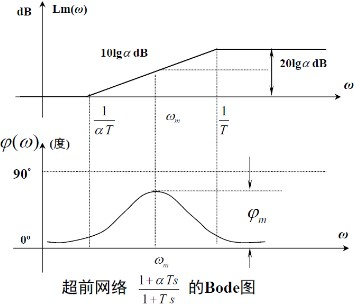 dB Lm(ω)
10lgα dB
20lgα dB
ω
1/αT ω_m 1/T
φ(ω) (度)
90°
φ_m
0°
ω
ω_m
超前网络 (1+αTs)/(1+Ts) 的Bode图